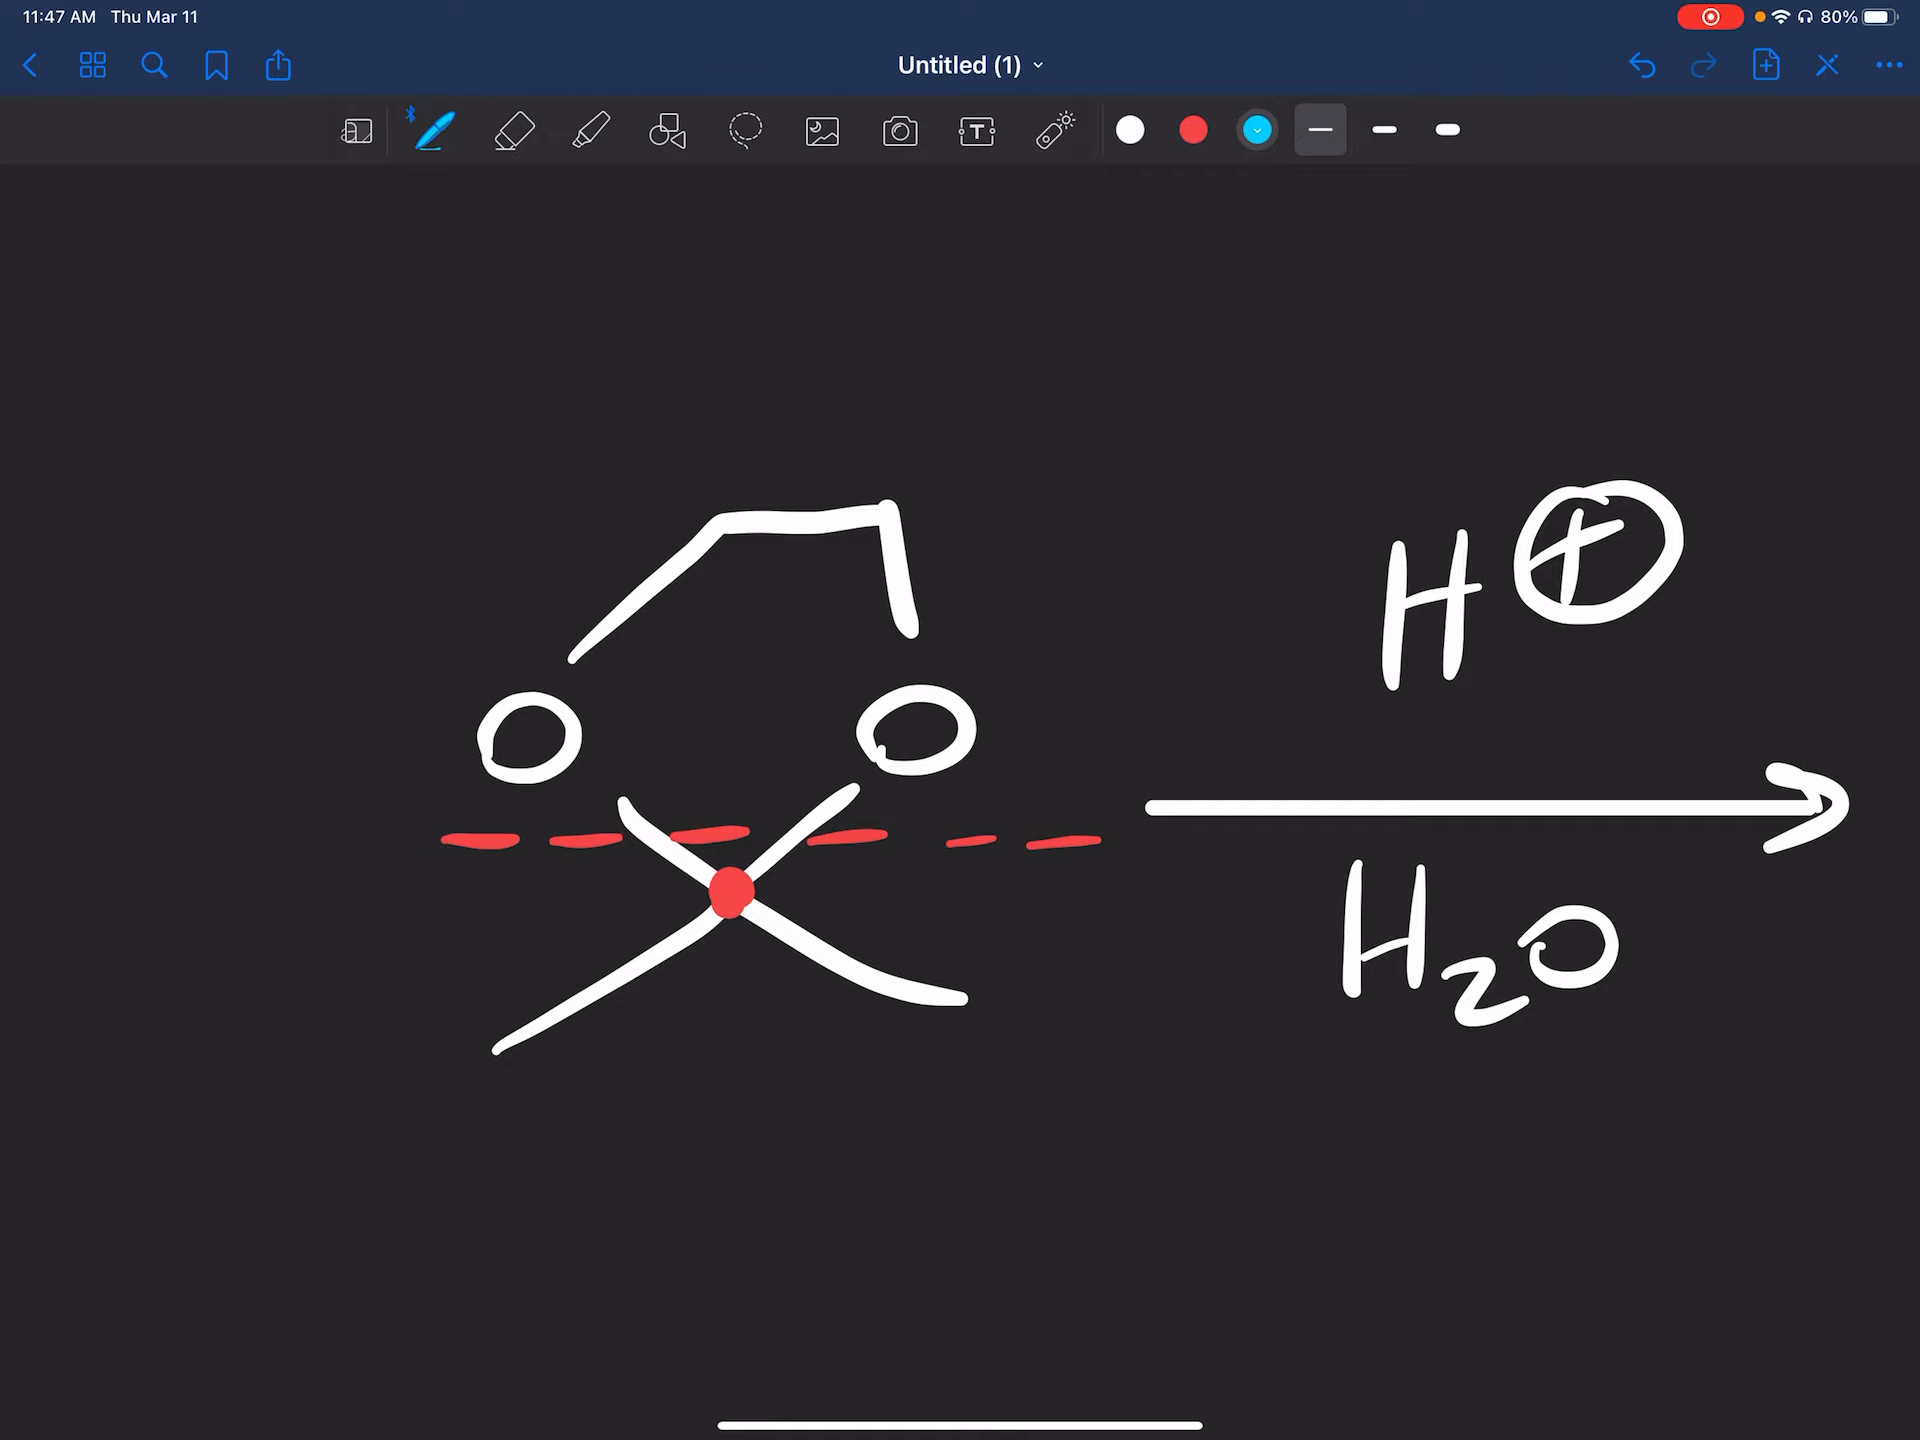 11:47 AM Thu Mar 11
80%
Untitled (1)
T
H⊕
O O
H₂O